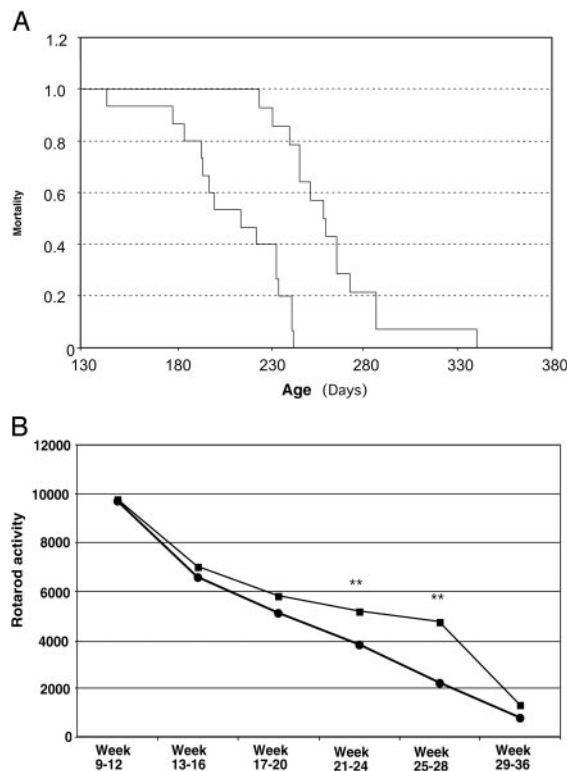 A
1.2
1.0
0.8
0.6
0.4
0.2
0
Mortality
130 180 230 280 330 380
Age (Days)
B
12000
10000
8000
6000
4000
2000
0
Rotarod activity
** **
Week Week Week Week Week Week
9-12 13-16 17-20 21-24 25-28 29-36